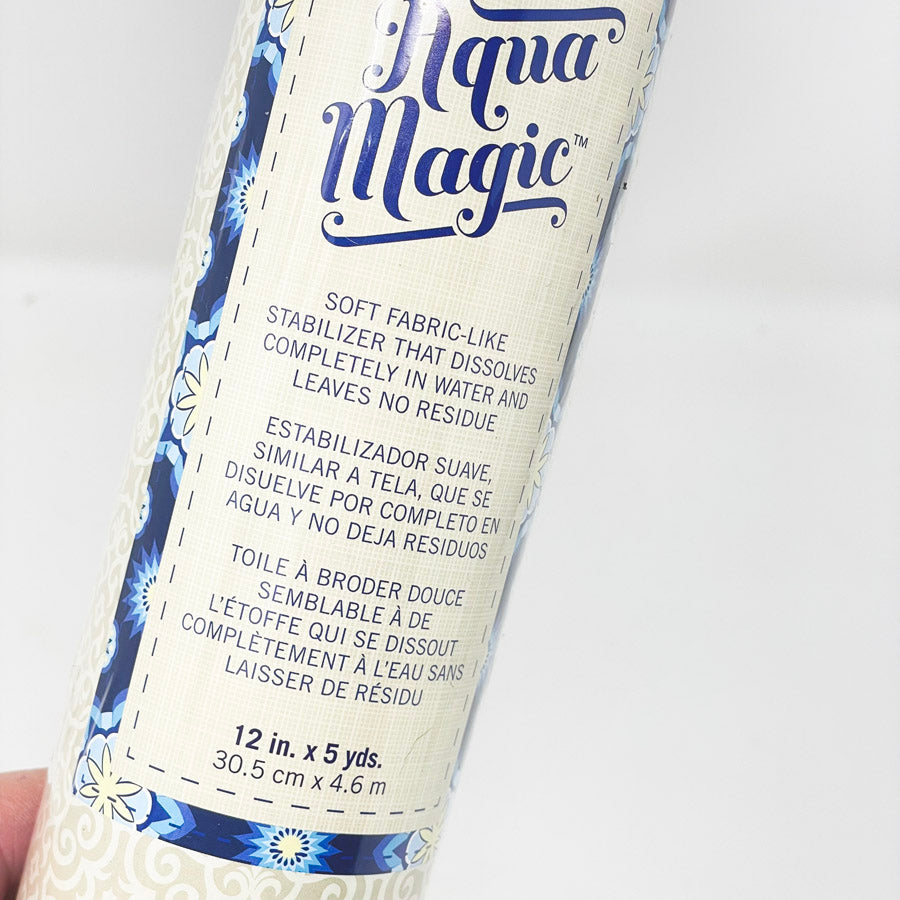 Aqua
Magic™
SOFT FABRIC-LIKE
STABILIZER THAT DISSOLVES
COMPLETELY IN WATER AND
LEAVES NO RESIDUE
ESTABILIZADOR SUAVE,
SIMILAR A TELA, QUE SE
DISUELVE POR COMPLETO EN
AGUA Y NO DEJA RESIDUOS
TOILE À BRODER DOUCE
SEMBLABLE À DE
L'ÉTOFFE QUI SE DISSOUT
COMPLÈTEMENT À L'EAU SANS
LAISSER DE RÉSIDU
12 in. x 5 yds.
30.5 cm x 4.6 m